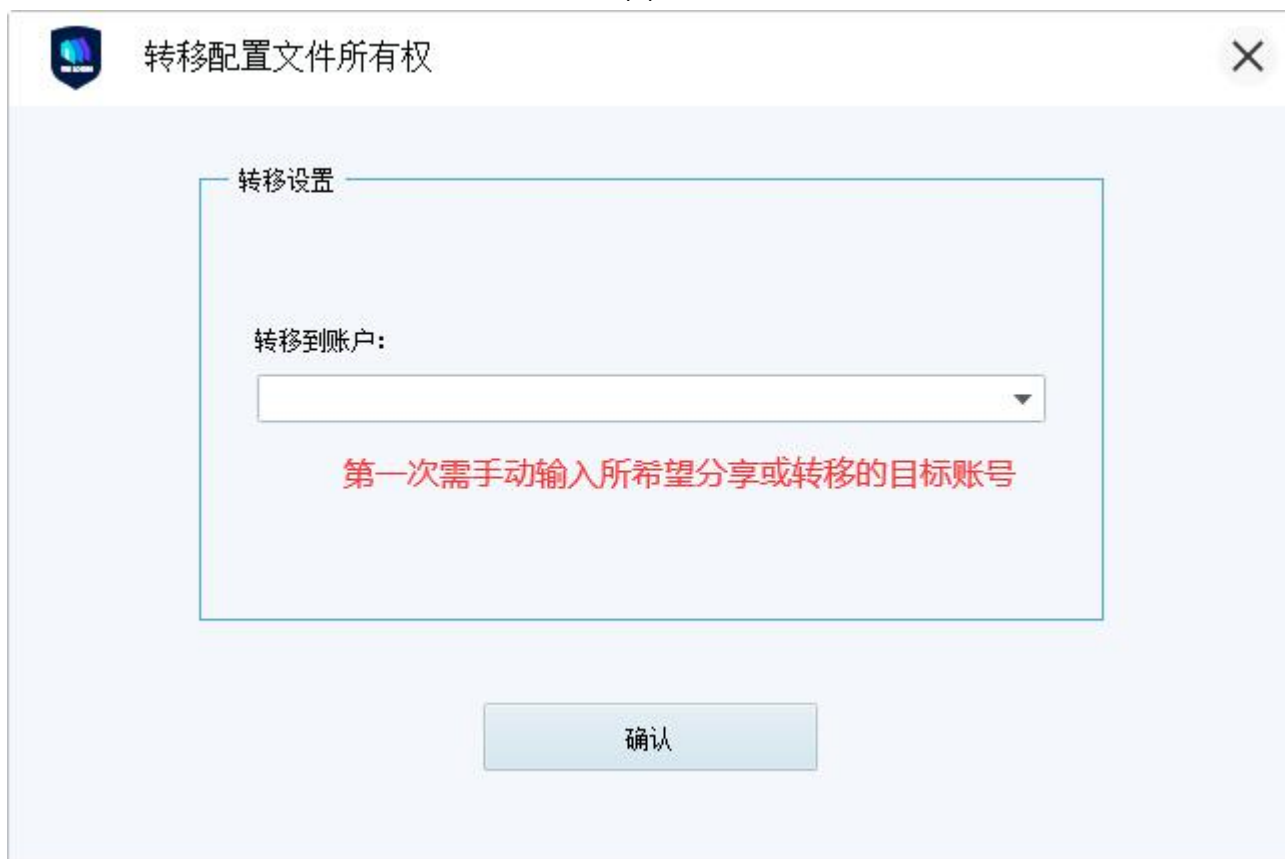 转移配置文件所有权
转移设置
转移到账户：
第一次需手动输入所希望分享或转移的目标账号
确认